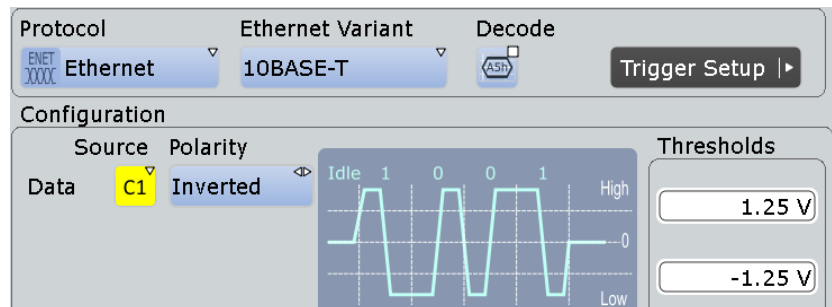 Protocol Ethernet Variant Decode
ENET Ethernet 10BASE-T ASh Trigger Setup
Configuration
Source Polarity Thresholds
Data C1 Inverted
Idle 1 0 0 1
High
1.25 V
0
-1.25 V
Low